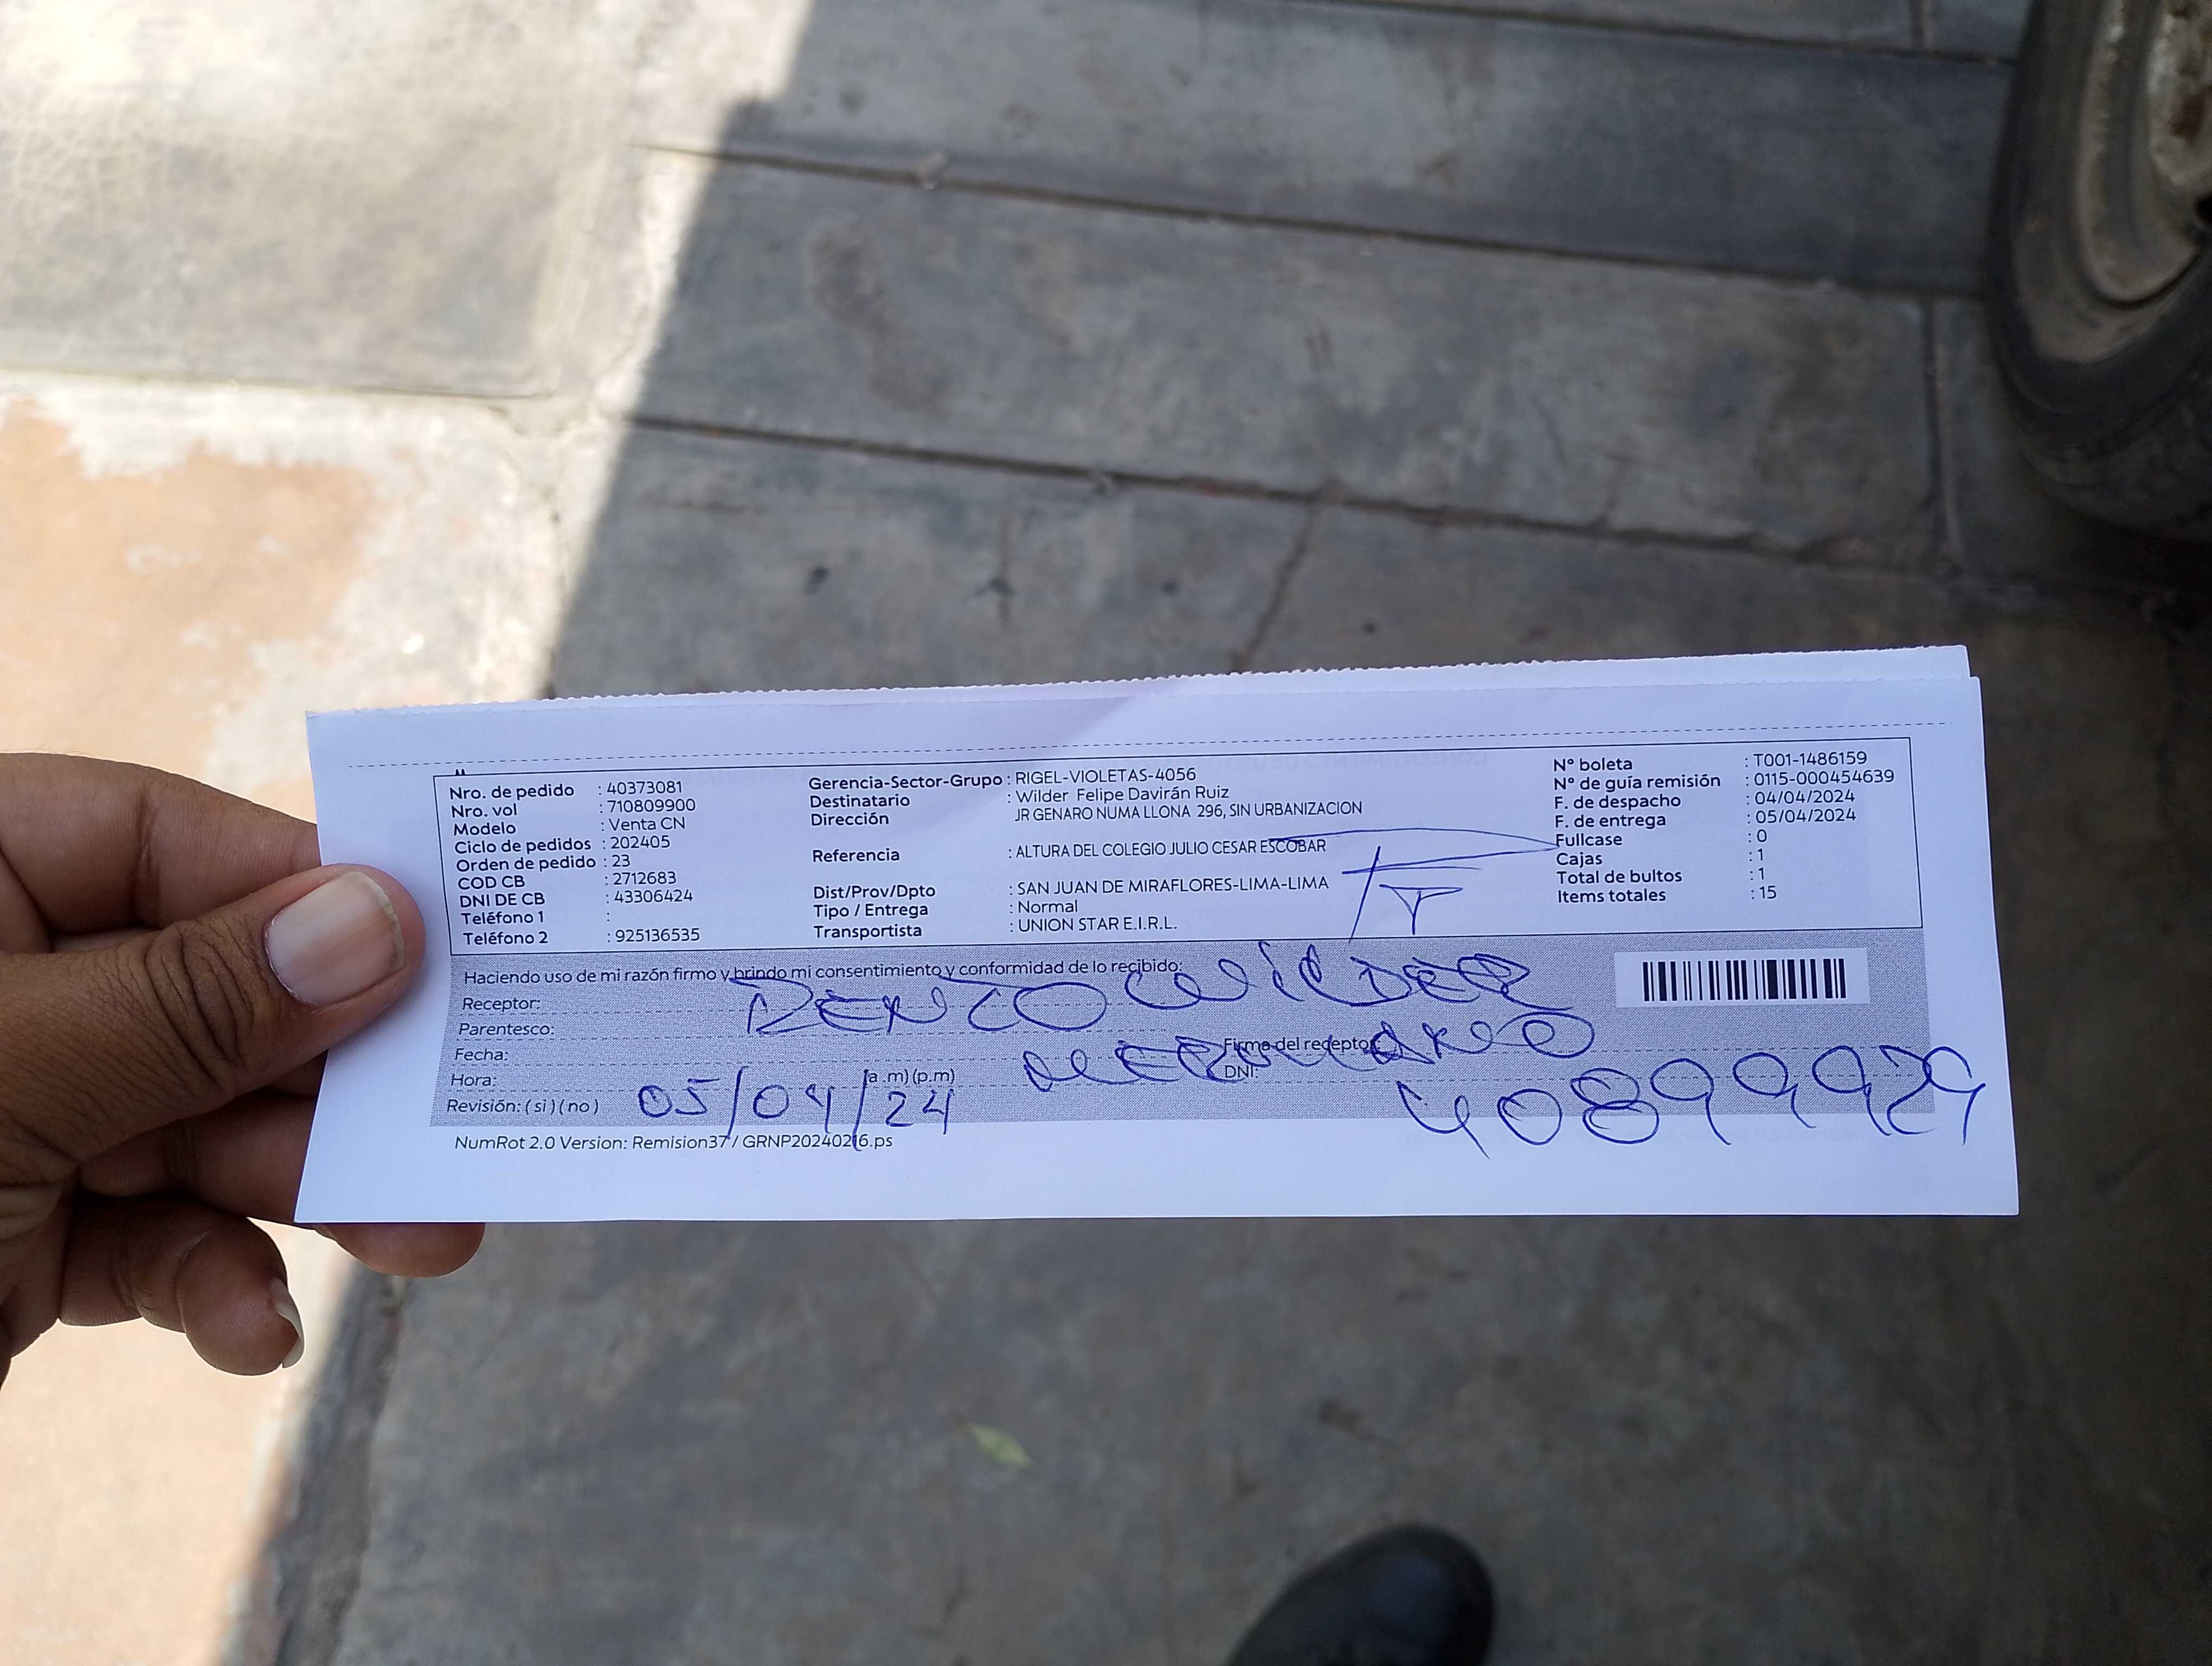 Nro. de pedido : 40373081
Nro. vol : 710809900
Modelo : Venta CN
Ciclo de pedidos : 202405
Orden de pedido : 23
COD CB : 2712683
DNI DE CB : 43306424
Teléfono 1 :
Teléfono 2 : 925136535
Gerencia-Sector-Grupo : RIGEL-VIOLETAS-4056
Destinatario : Wilder Felipe Davirán Ruiz
Dirección JR GENARO NUMA LLONA 296, SIN URBANIZACION
Referencia : ALTURA DEL COLEGIO JULIO CESAR ESCOBAR
Dist/Prov/Dpto : SAN JUAN DE MIRAFLORES-LIMA-LIMA
Tipo / Entrega : Normal
Transportista : UNION STAR E.I.R.L.
Nº boleta : T001-1486159
Nº de guía remisión : 0115-000454639
F. de despacho : 04/04/2024
F. de entrega : 05/04/2024
Fullcase : 0
Cajas : 1
Total de bultos : 1
Items totales : 15
Haciendo uso de mi razón firmo y brindo mi consentimiento y conformidad de lo recibido:
Receptor: RENZO WILDER
Parentesco:
Fecha: Firma del receptor:
Hora: (a.m) (p.m) DNI:
Revisión: ( si ) ( no ) 05/04/24
NumRot 2.0 Version: Remision37 / GRNP20240216.ps